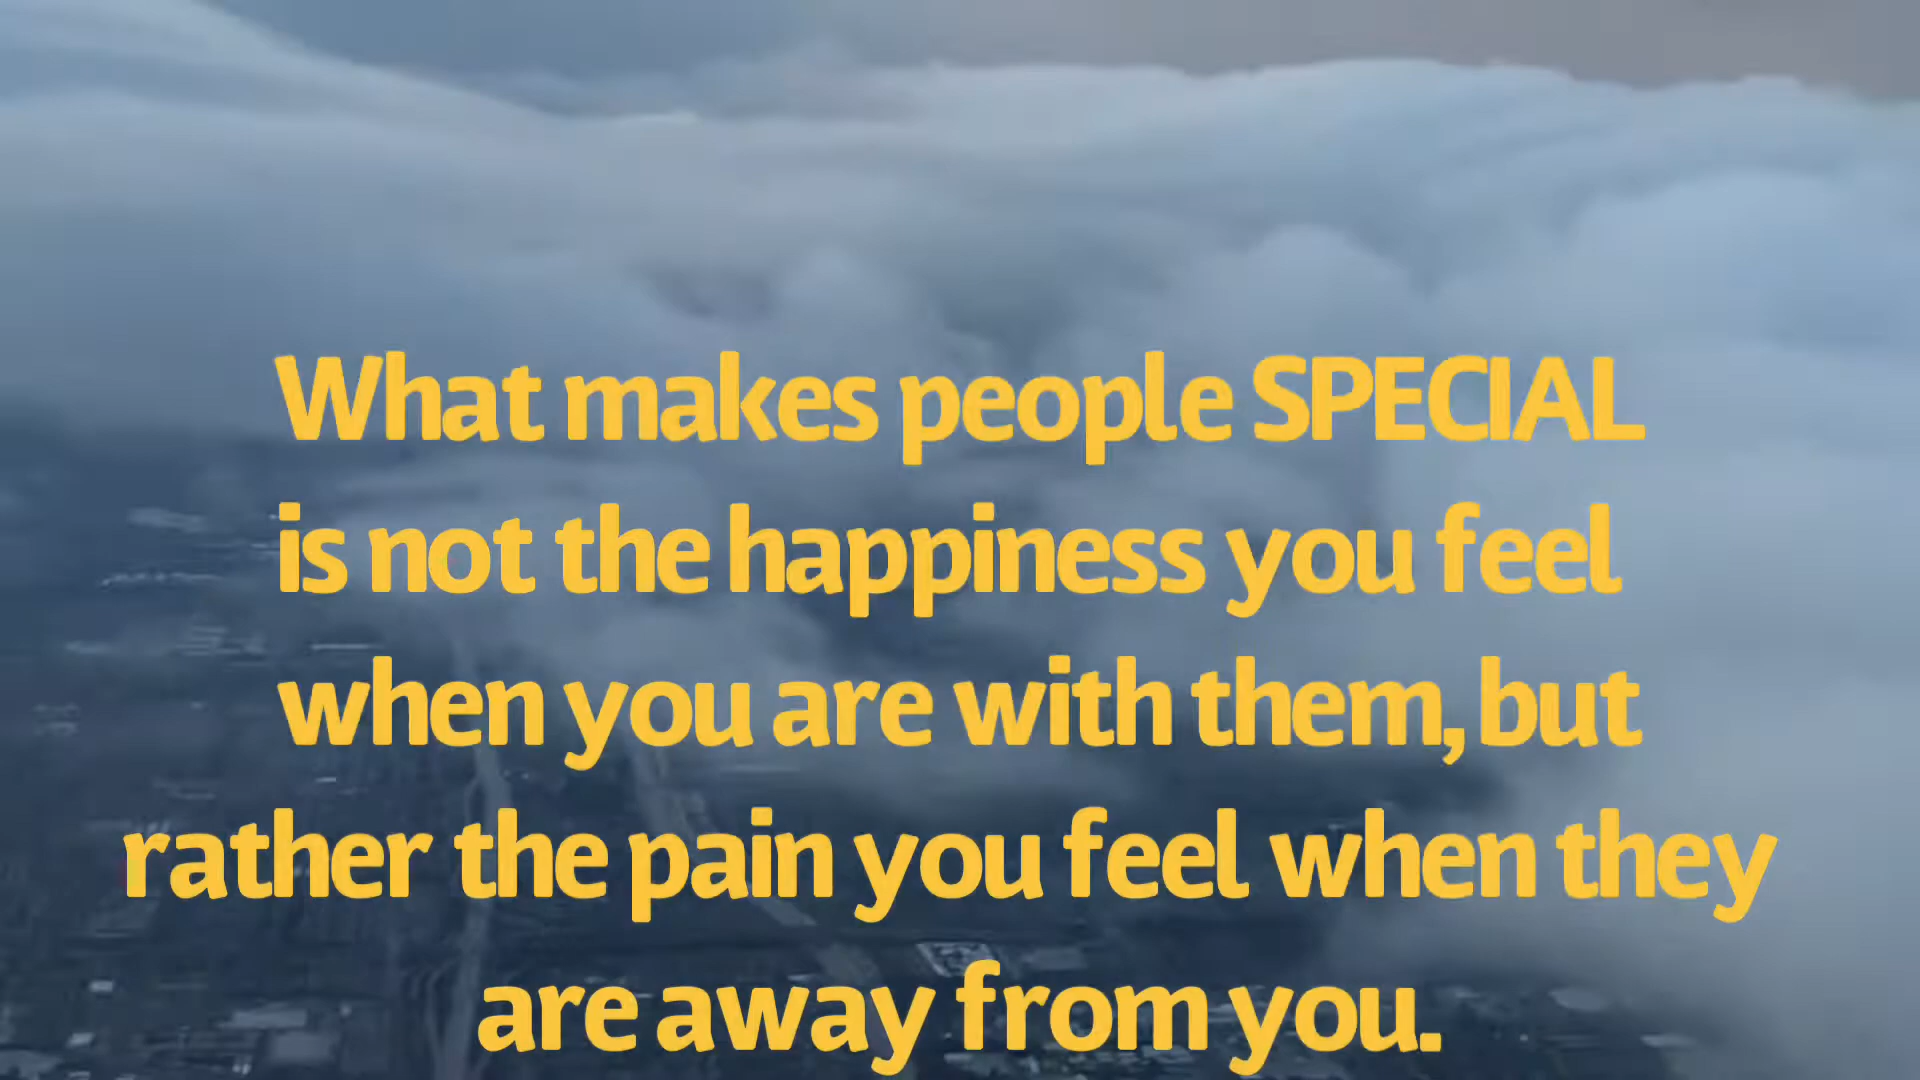 What makes people SPECIAL
is not the happiness you feel
when you are with them, but
rather the pain you feel when they
are away from you.